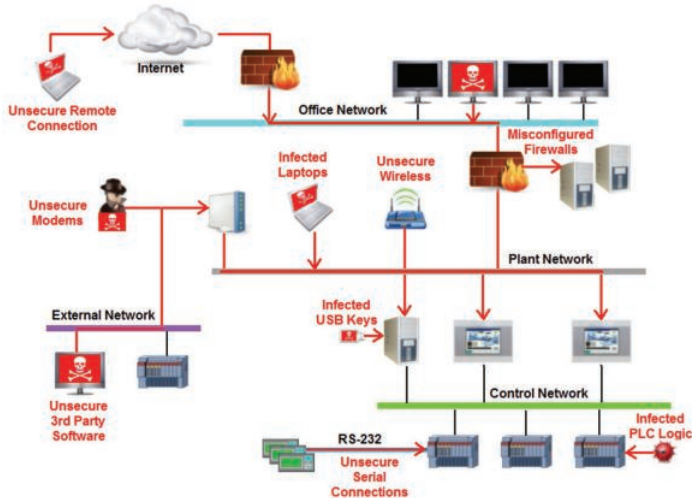 Internet
Unsecure Remote
Connection
Office Network
Misconfigured
Firewalls
Infected
Laptops
Unsecure
Wireless
Unsecure
Modems
Plant Network
External Network
Infected
USB Keys
Unsecure
3rd Party
Software
Control Network
RS-232
Unsecure
Serial
Connections
Infected
PLC Logic